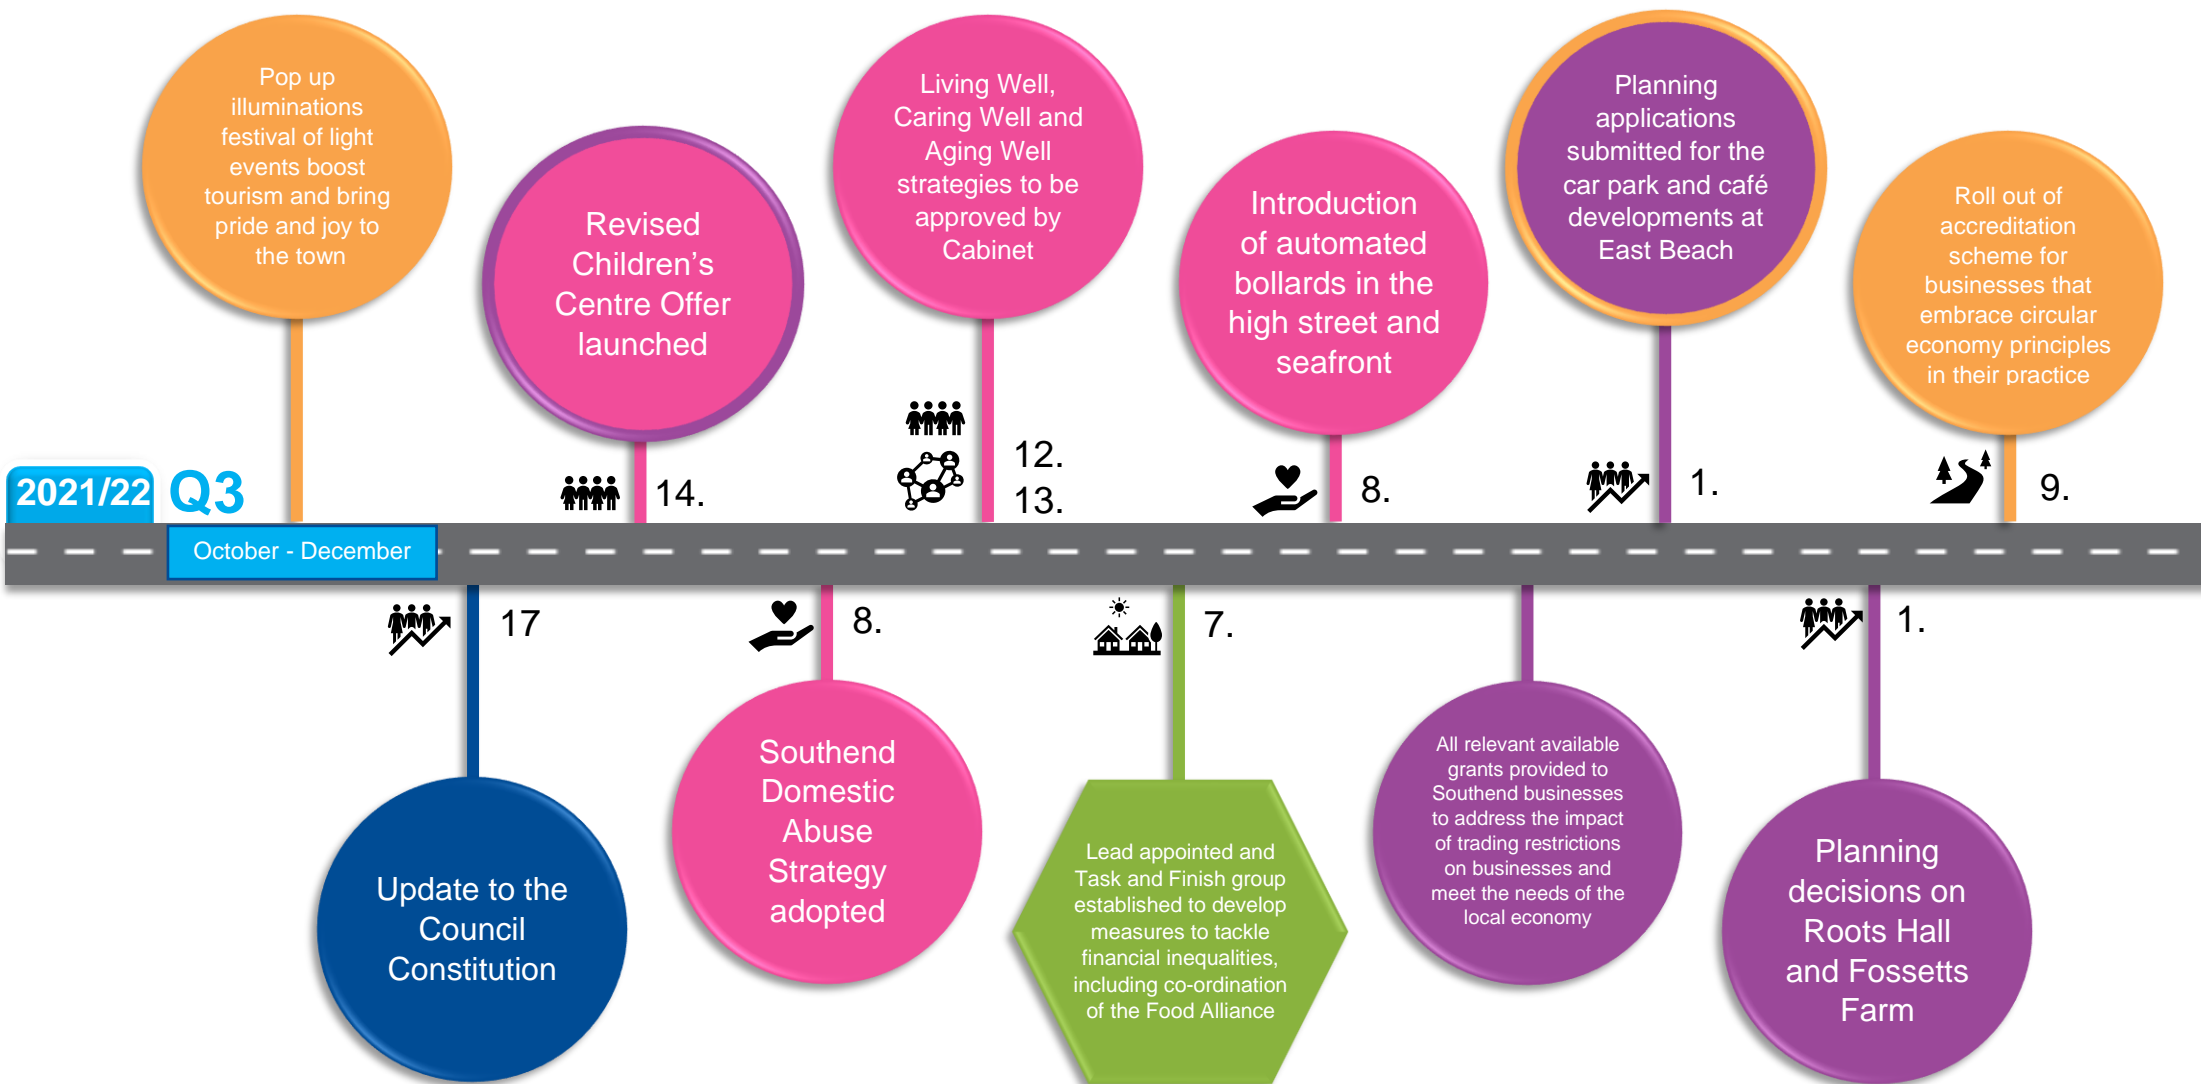 Pop up
illuminations
festival of light
events boost
tourism and bring
pride and joy to
the town
Revised
Children's
Centre Offer
launched
14.
Living Well,
Caring Well and
Aging Well
strategies to be
approved by
Cabinet
12.
13.
Introduction
of automated
bollards in the
high street and
seafront
8.
Planning
applications
submitted for the
car park and café
developments at
East Beach
1.
Roll out of
accreditation
scheme for
businesses that
embrace circular
economy principles
in their practice
9.
2021/22 Q3
October - December
17
Update to the
Council
Constitution
8.
Southend
Domestic
Abuse
Strategy
adopted
7.
Lead appointed and
Task and Finish group
established to develop
measures to tackle
financial inequalities,
including co-ordination
of the Food Alliance
All relevant available
grants provided to
Southend businesses
to address the impact
of trading restrictions
on businesses and
meet the needs of the
local economy
1.
Planning
decisions on
Roots Hall
and Fossetts
Farm